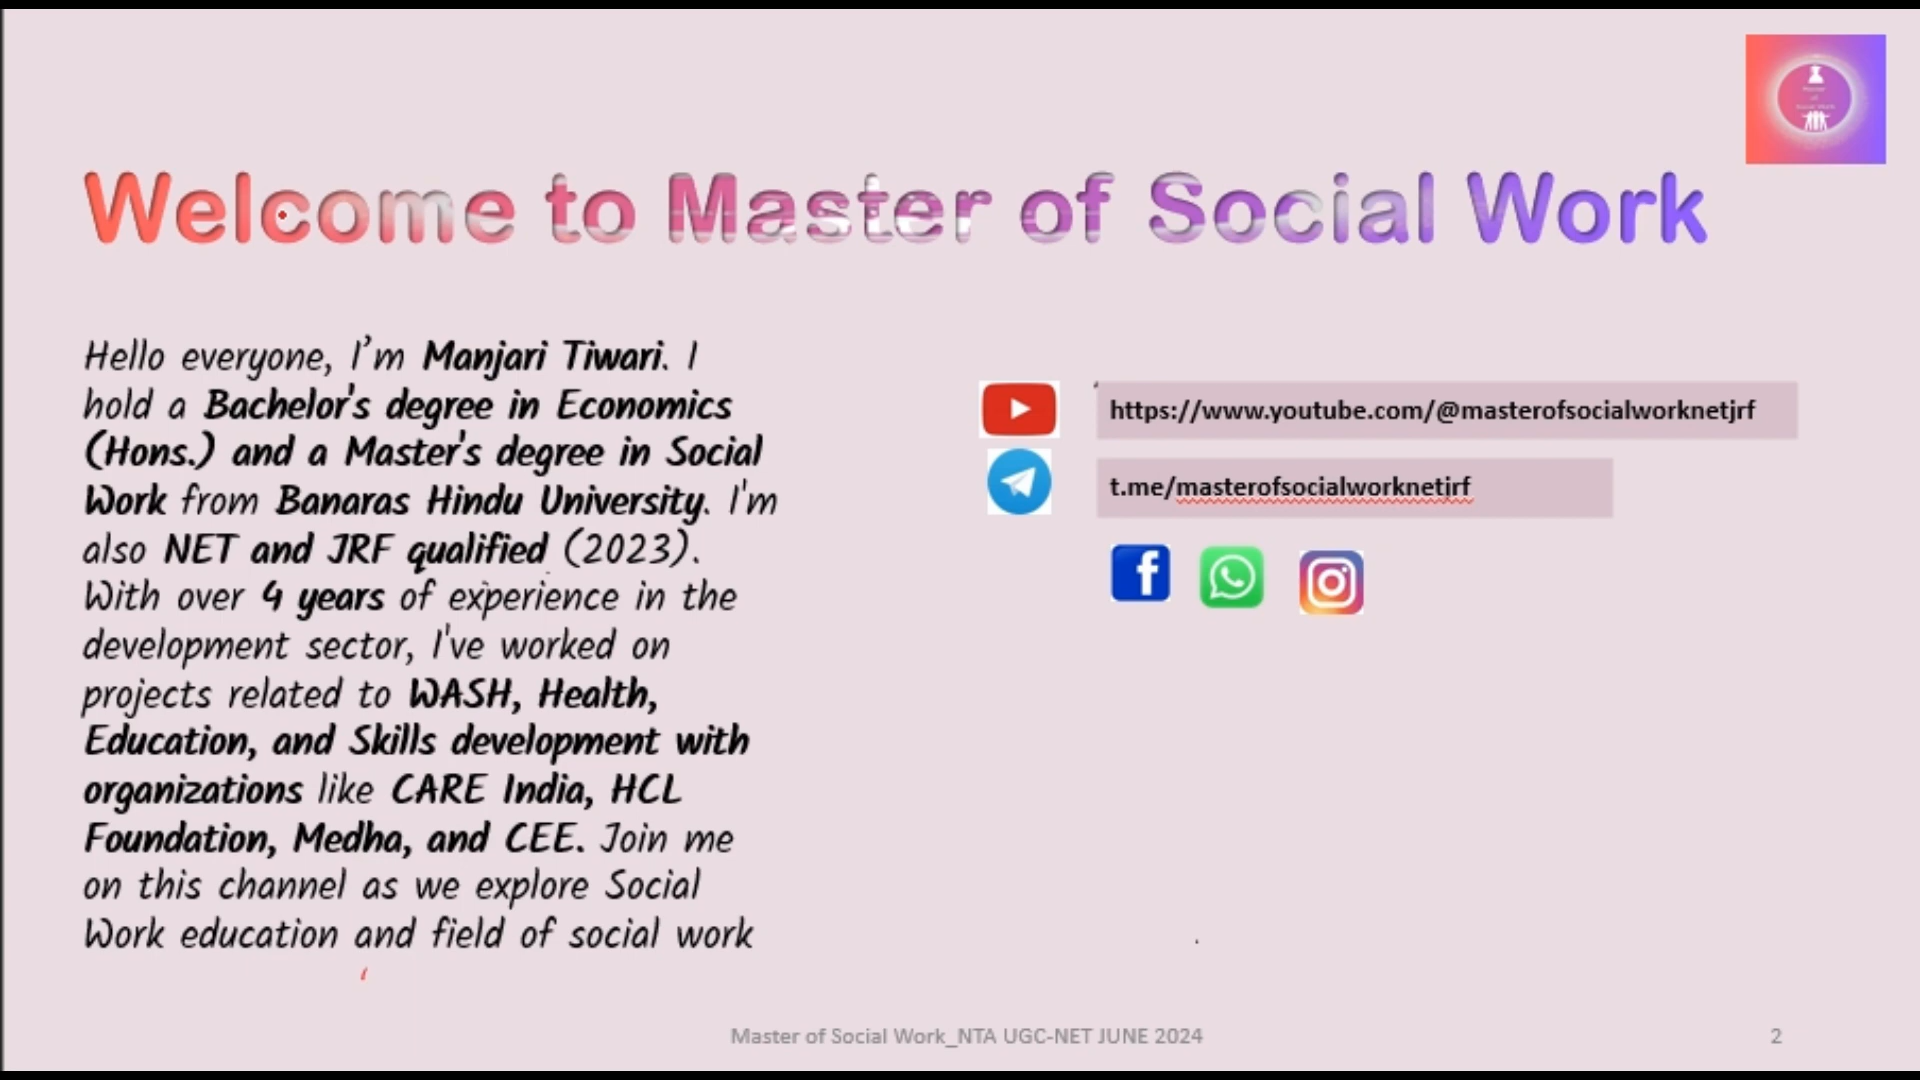 Welcome to Master of Social Work
Hello everyone, I’m Manjari Tiwari. I
hold a Bachelor's degree in Economics
(Hons.) and a Master's degree in Social
Work from Banaras Hindu University. I'm
also NET and JRF qualified (2023).
With over 4 years of experience in the
development sector, I've worked on
projects related to WASH, Health,
Education, and Skills development with
organizations like CARE India, HCL
Foundation, Medha, and CEE. Join me
on this channel as we explore Social
Work education and field of social work
https://www.youtube.com/@masterofsocialworknetjrf
t.me/masterofsocialworknetjrf
Master of Social Work_NTA UGC-NET JUNE 2024
2